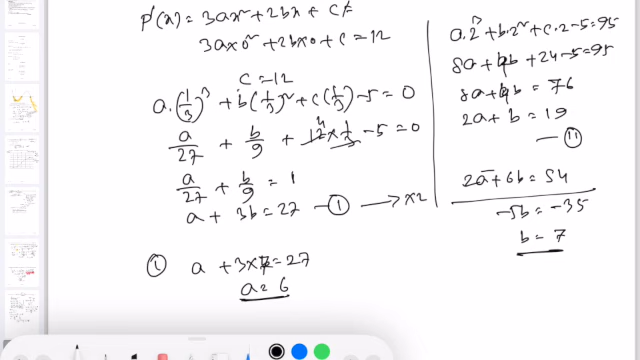 p'(x) = 3ax² + 2bx + c
3a×0² + 2b×0 + c = 12
c = 12
a·(1/3)³ + b(1/3)² + c(1/3) - 5 = 0
a/27 + b/9 + 12 × 1/3 - 5 = 0
a/27 + b/9 = 1
a + 3b = 27 — ① → ×2
① a + 3×7 = 27
a = 6
a·2³ + b·2² + c·2 - 5 = 95
8a + 4b + 24 - 5 = 95
8a + 4b = 76
2a + b = 19
— ⑪
2a + 6b = 54
-5b = -35
b = 7